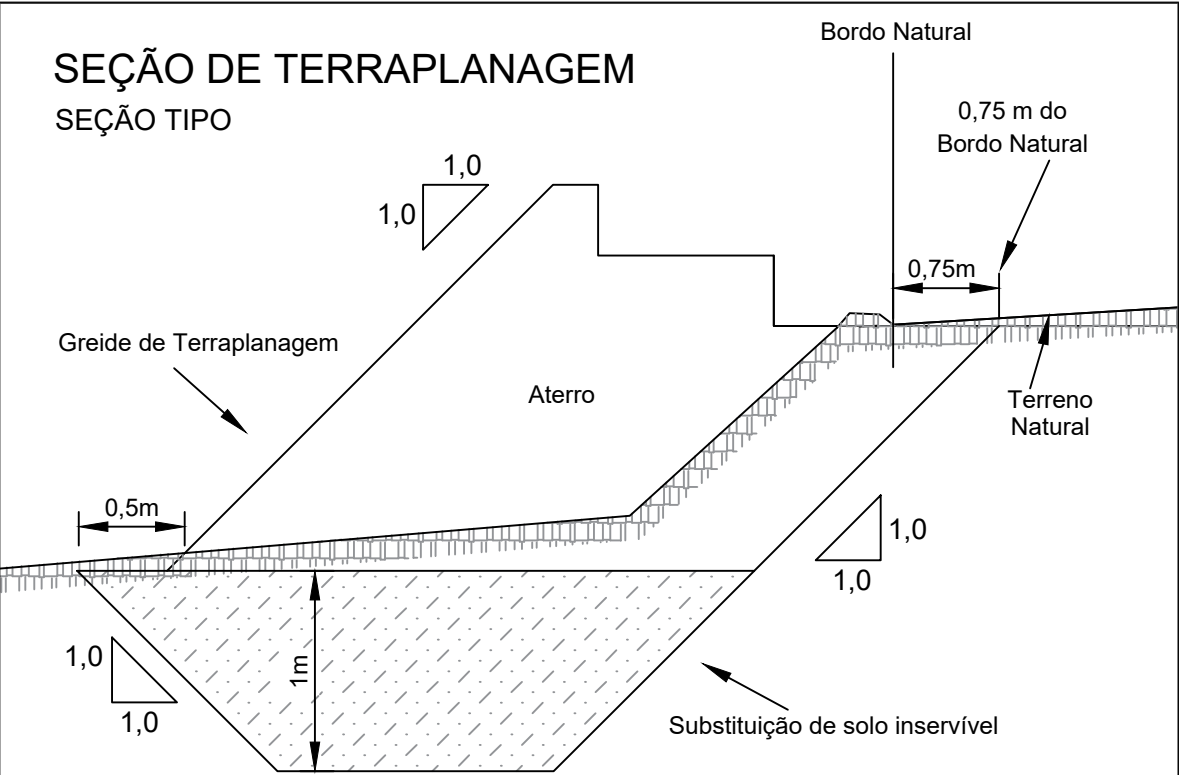 SEÇÃO DE TERRAPLANAGEM
SEÇÃO TIPO
Bordo Natural
0,75 m do
Bordo Natural
1,0
1,0
0,75m
Greide de Terraplanagem
Aterro
Terreno
Natural
0,5m
1,0
1,0
1,0
1,0
1m
Substituição de solo inservível